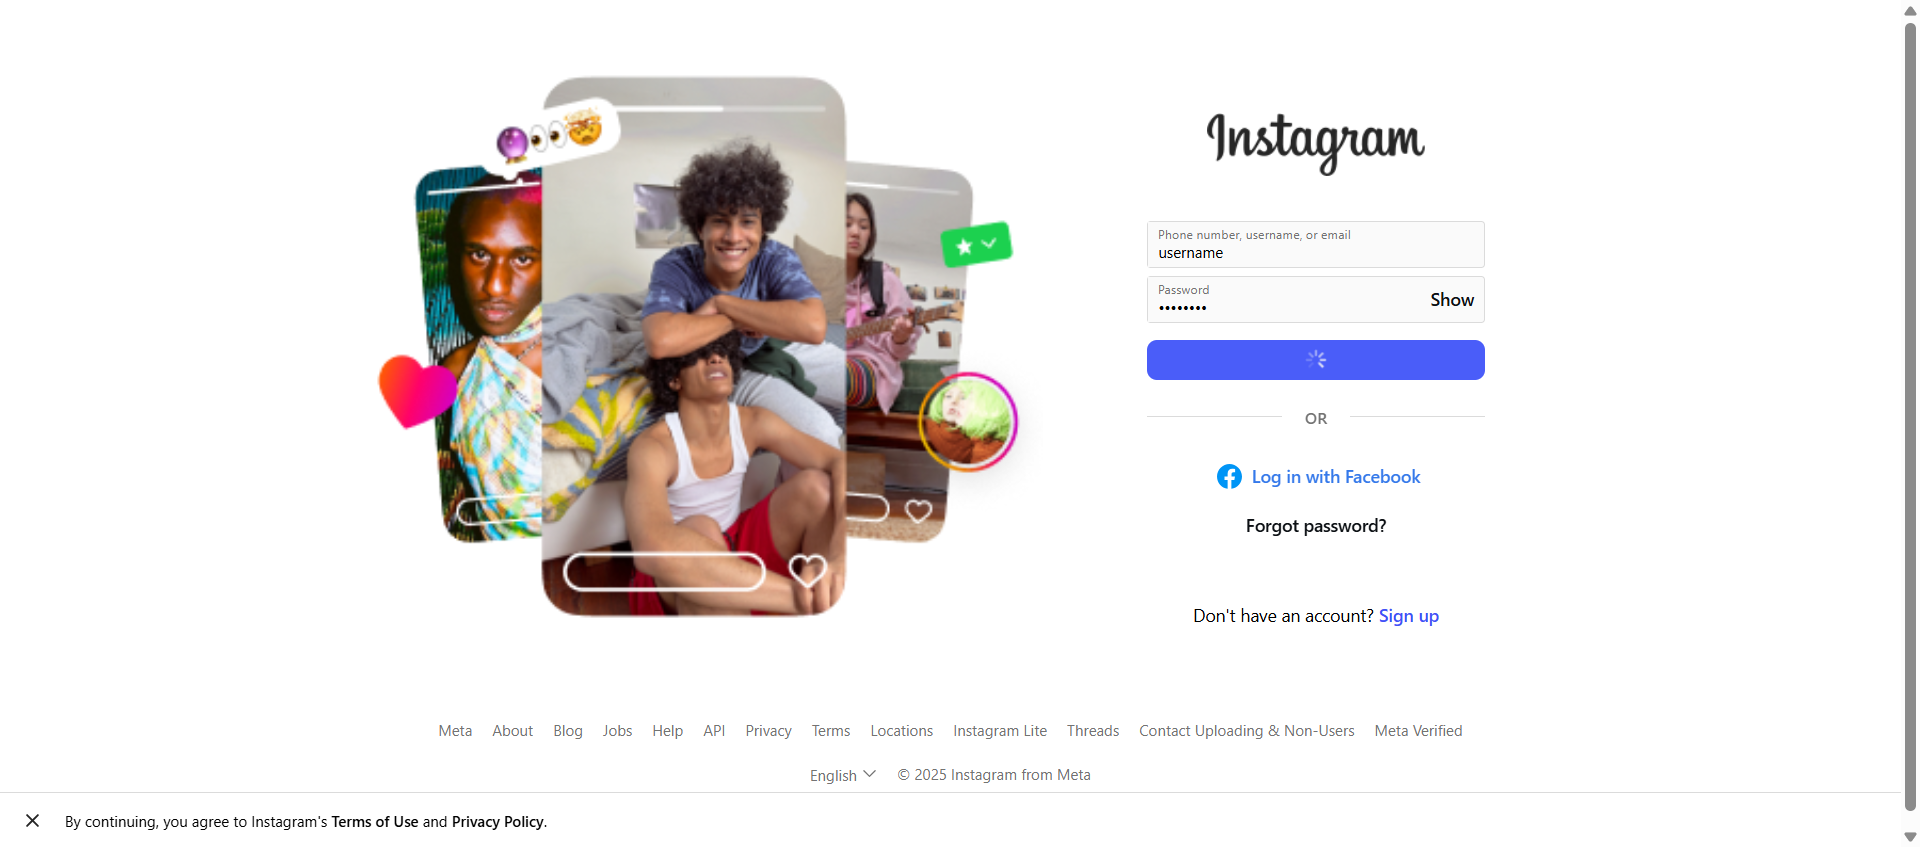 Instagram
Phone number, username, or email
username
Password
••••••••
Show
OR
Log in with Facebook
Forgot password?
Don't have an account? Sign up
Meta About Blog Jobs Help API Privacy Terms Locations Instagram Lite Threads Contact Uploading & Non-Users Meta Verified
English © 2025 Instagram from Meta
By continuing, you agree to Instagram's Terms of Use and Privacy Policy.